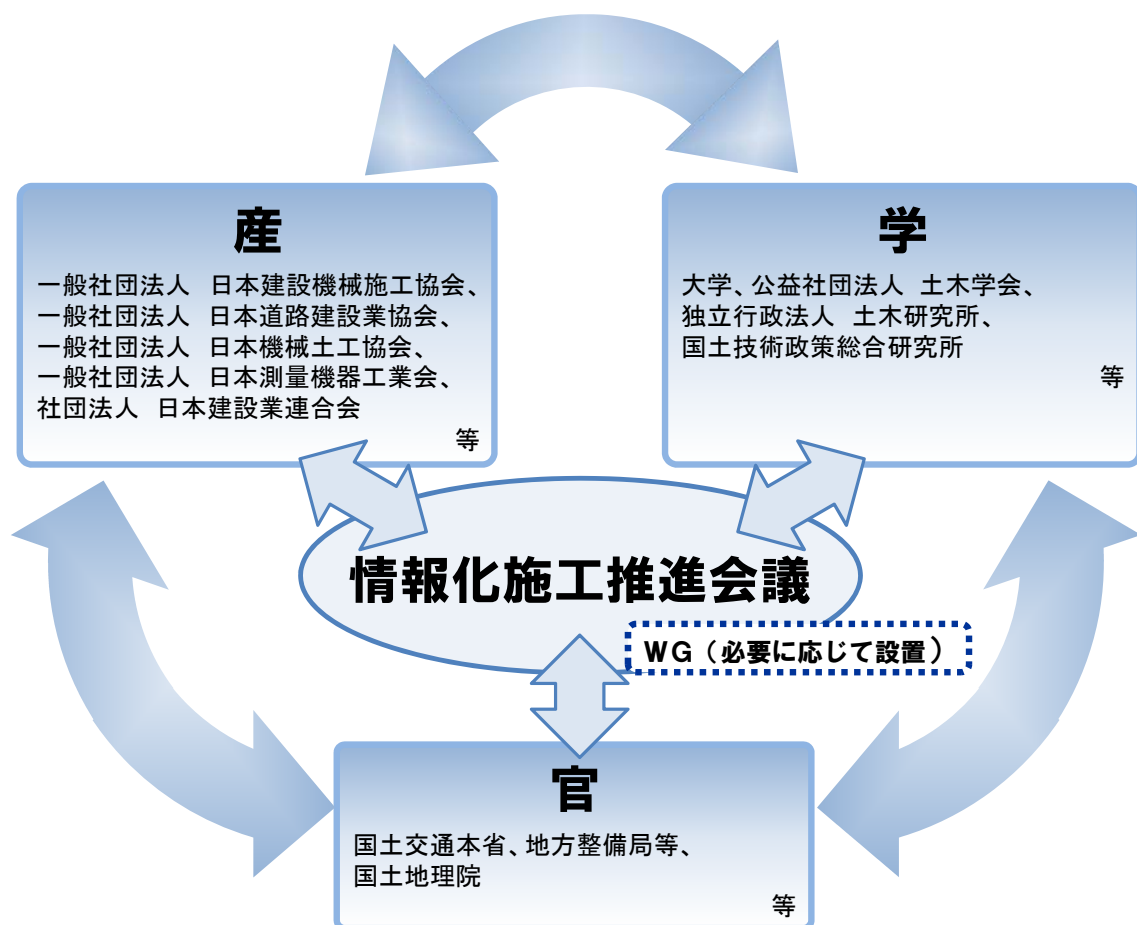 産
一般社団法人　日本建設機械施工協会、
一般社団法人　日本道路建設業協会、
一般社団法人　日本機械土工協会、
一般社団法人　日本測量機器工業会、
社団法人　日本建設業連合会
等
学
大学、公益社団法人　土木学会、
独立行政法人　土木研究所、
国土技術政策総合研究所
等
情報化施工推進会議
WG（必要に応じて設置）
官
国土交通本省、地方整備局等、
国土地理院
等